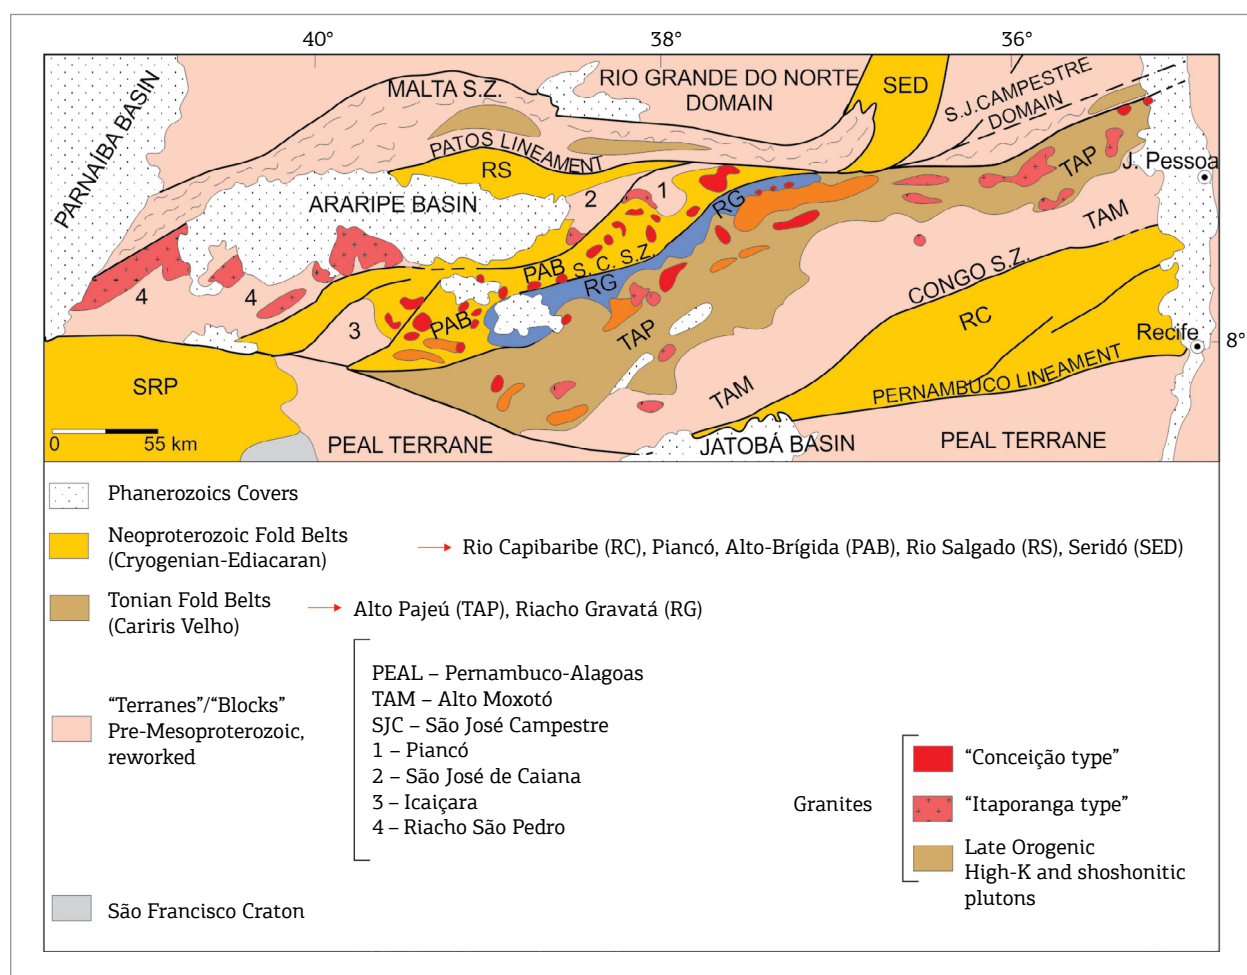 40°
38°
36°
PARNAÍBA BASIN
MALTA S.Z.
RIO GRANDE DO NORTE
DOMAIN
SED
S.J.CAMPESTRE
DOMAIN
PATOS LINEAMENT
RS
2
1
RG
TAP
J. Pessoa
ARARIPE BASIN
TAM
PAB
S. C. S.Z.
RG
CONGO S.Z.
4
4
3
PAB
TAP
RC
Recife
8°
SRP
TAM
PERNAMBUCO LINEAMENT
0
55 km
PEAL TERRANE
JATOBÁ BASIN
PEAL TERRANE
Phanerozoics Covers
Neoproterozoic Fold Belts
(Cryogenian-Ediacaran)
Rio Capibaribe (RC), Piancó, Alto-Brígida (PAB), Rio Salgado (RS), Seridó (SED)
Tonian Fold Belts
(Cariris Velho)
Alto Pajeú (TAP), Riacho Gravatá (RG)
“Terranes”/“Blocks”
Pre-Mesoproterozoic,
reworked
PEAL – Pernambuco-Alagoas
TAM – Alto Moxotó
SJC – São José Campestre
1 – Piancó
2 – São José de Caiana
3 – Icaiçara
4 – Riacho São Pedro
Granites
“Conceição type”
“Itaporanga type”
Late Orogenic
High-K and shoshonitic
plutons
São Francisco Craton